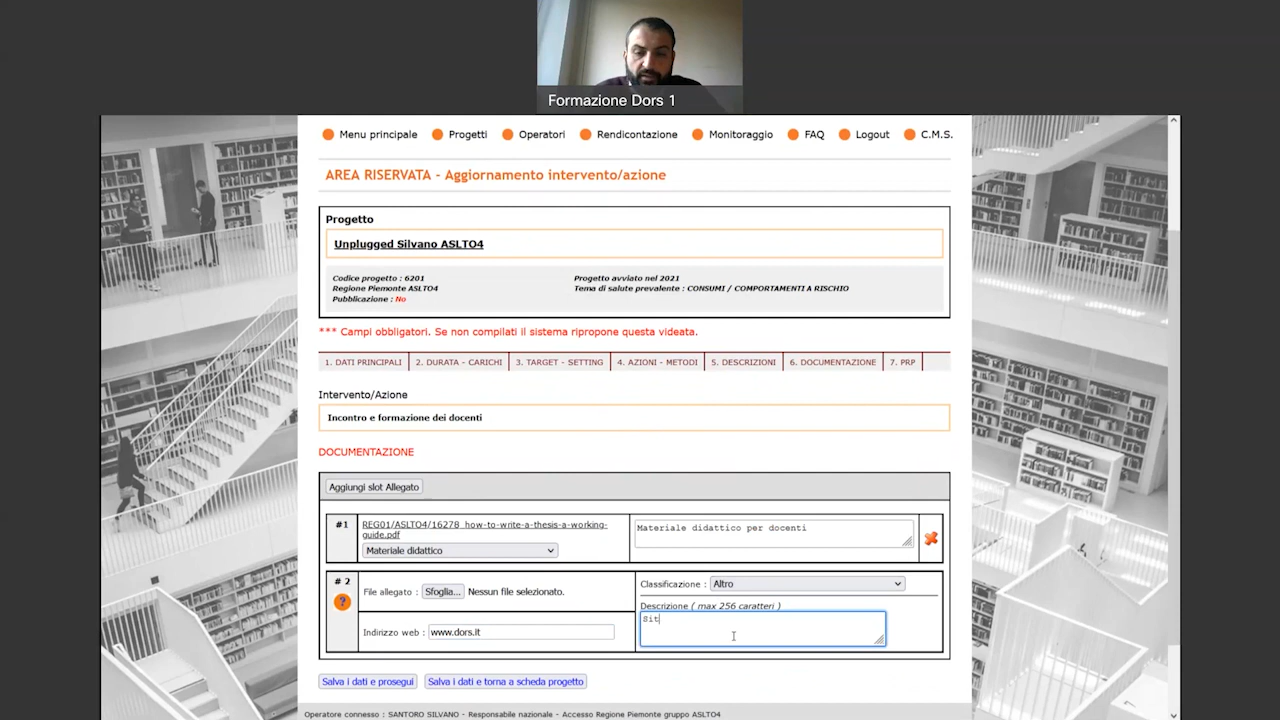 Formazione Dors 1
Menu principale Progetti Operatori Rendicontazione Monitoraggio FAQ Logout C.M.S.
AREA RISERVATA - Aggiornamento intervento/azione
Progetto
Unplugged Silvano ASLTO4
Codice progetto : 6201 Progetto avviato nel 2021
Regione Piemonte ASLTO4 Tema di salute prevalente : CONSUMI / COMPORTAMENTI A RISCHIO
Pubblicazione : No
*** Campi obbligatori. Se non compilati il sistema ripropone questa videata.
1. DATI PRINCIPALI 2. DURATA - CARICHI 3. TARGET - SETTING 4. AZIONI - METODI 5. DESCRIZIONI 6. DOCUMENTAZIONE 7. PRP
Intervento/Azione
Incontro e formazione dei docenti
DOCUMENTAZIONE
Aggiungi slot Allegato
#1 REG01/ASLTO4/16278_how-to-write-a-thesis-a-working-
guide.pdf
Materiale didattico
Materiale didattico per docenti
# 2
?
File allegato : Sfoglia... Nessun file selezionato.
Indirizzo web : www.dors.it
Classificazione : Altro
Descrizione ( max 256 caratteri )
Sit
Salva i dati e prosegui Salva i dati e torna a scheda progetto
Operatore connesso : SANTORO SILVANO - Responsabile nazionale - Accesso Regione Piemonte gruppo ASLTO4